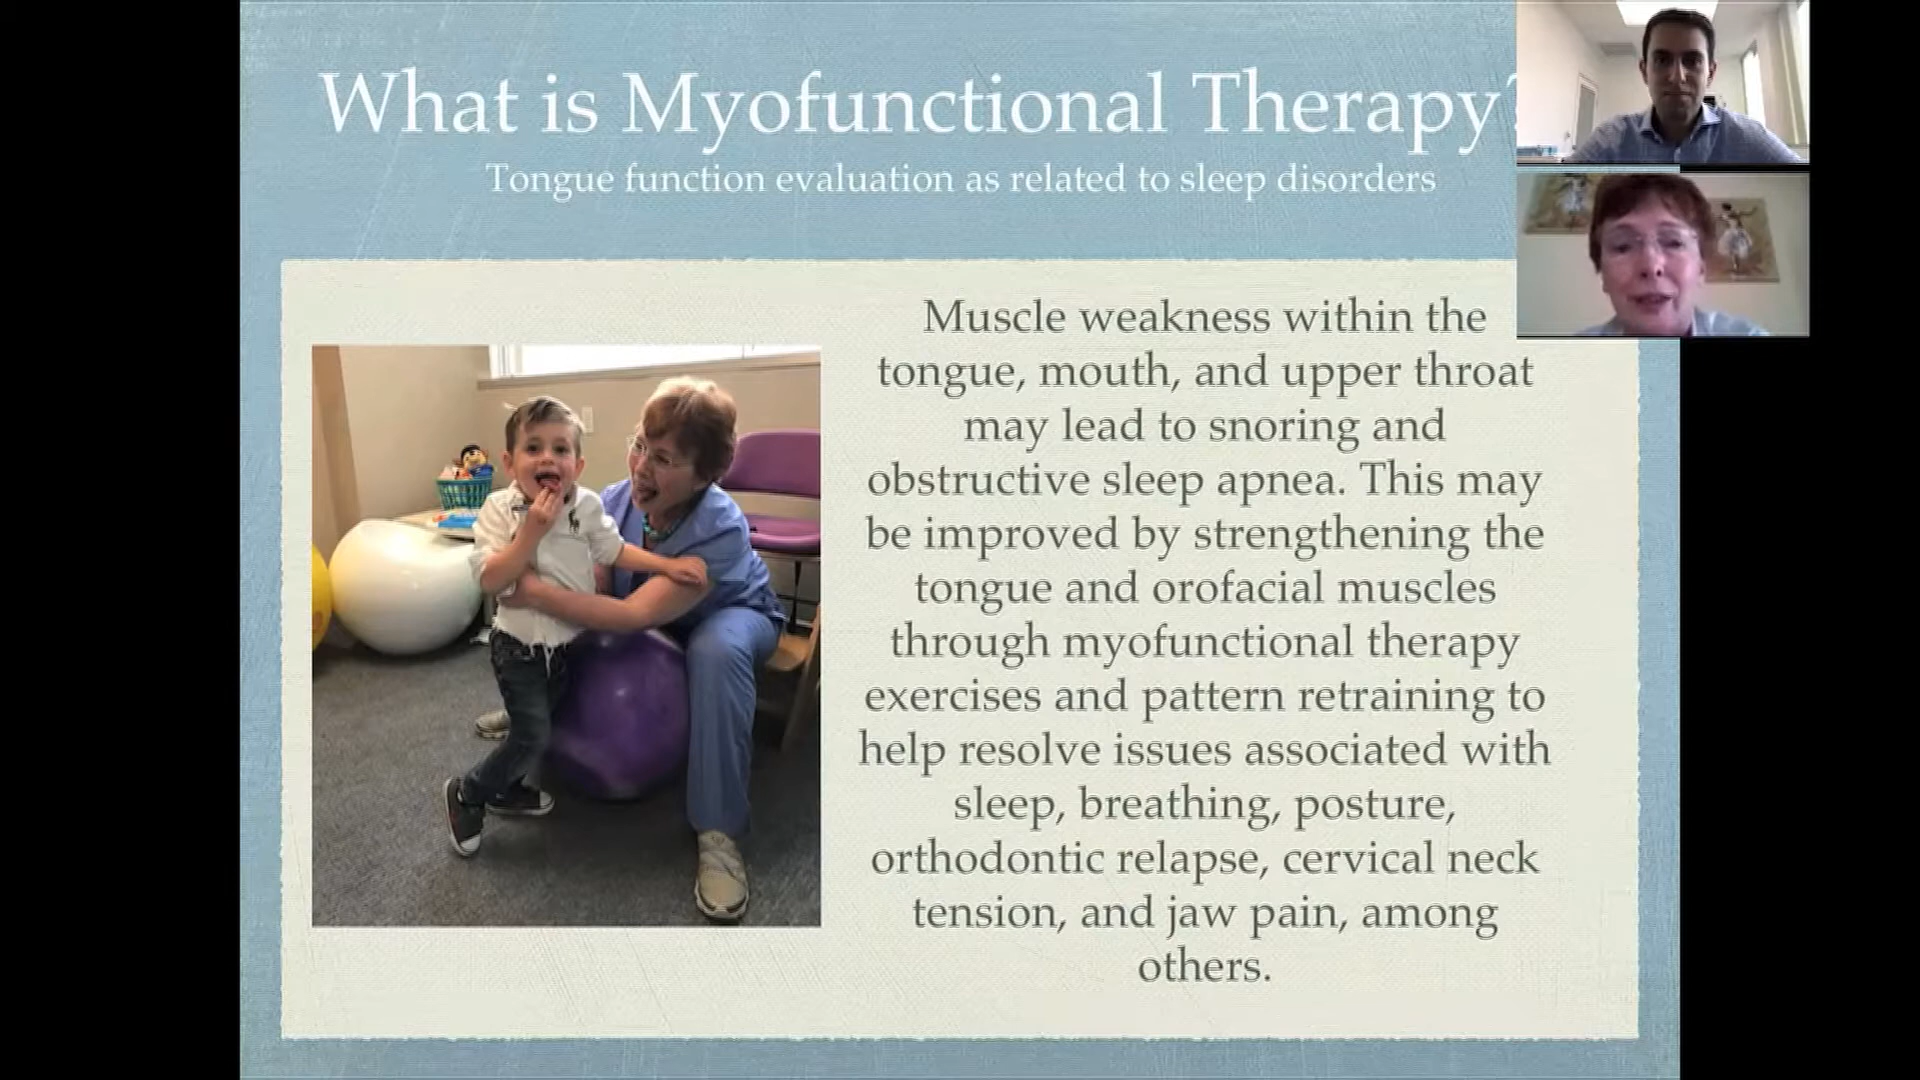 What is Myofunctional Therapy?
Tongue function evaluation as related to sleep disorders
Muscle weakness within the
tongue, mouth, and upper throat
may lead to snoring and
obstructive sleep apnea. This may
be improved by strengthening the
tongue and orofacial muscles
through myofunctional therapy
exercises and pattern retraining to
help resolve issues associated with
sleep, breathing, posture,
orthodontic relapse, cervical neck
tension, and jaw pain, among
others.